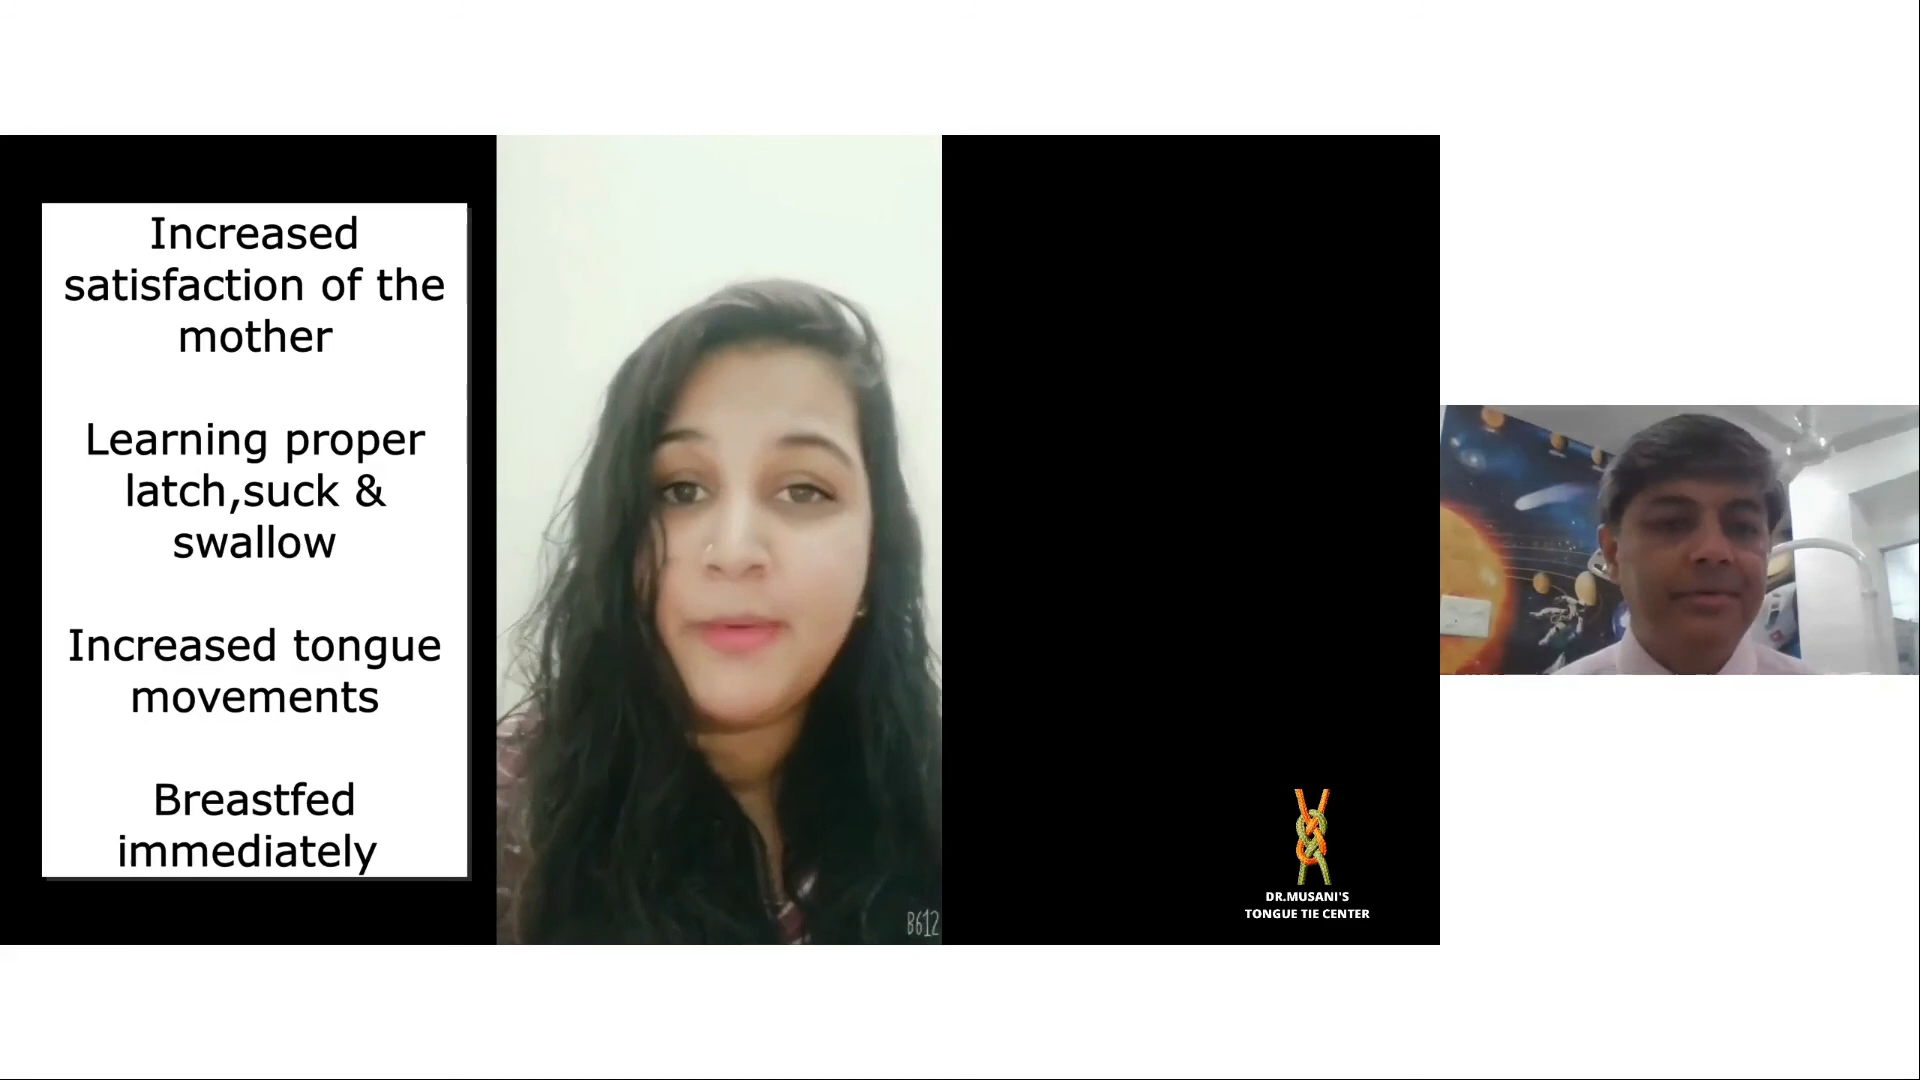 Increased
satisfaction of the
mother
Learning proper
latch,suck &
swallow
Increased tongue
movements
Breastfed
immediately
B612
DR.MUSANI'S
TONGUE TIE CENTER